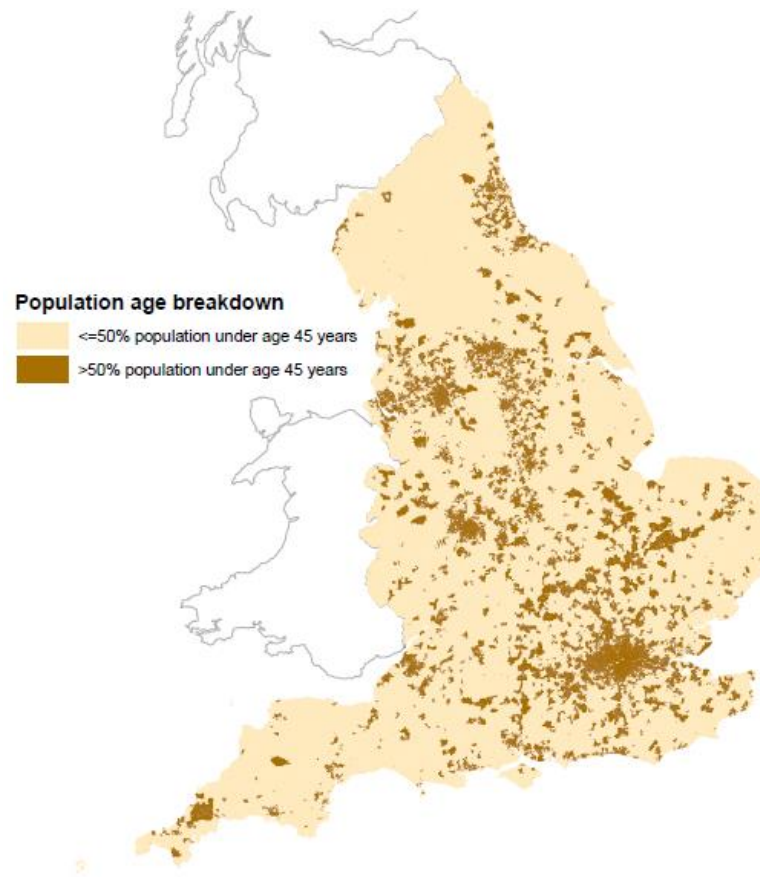 Population age breakdown
<=50% population under age 45 years
>50% population under age 45 years